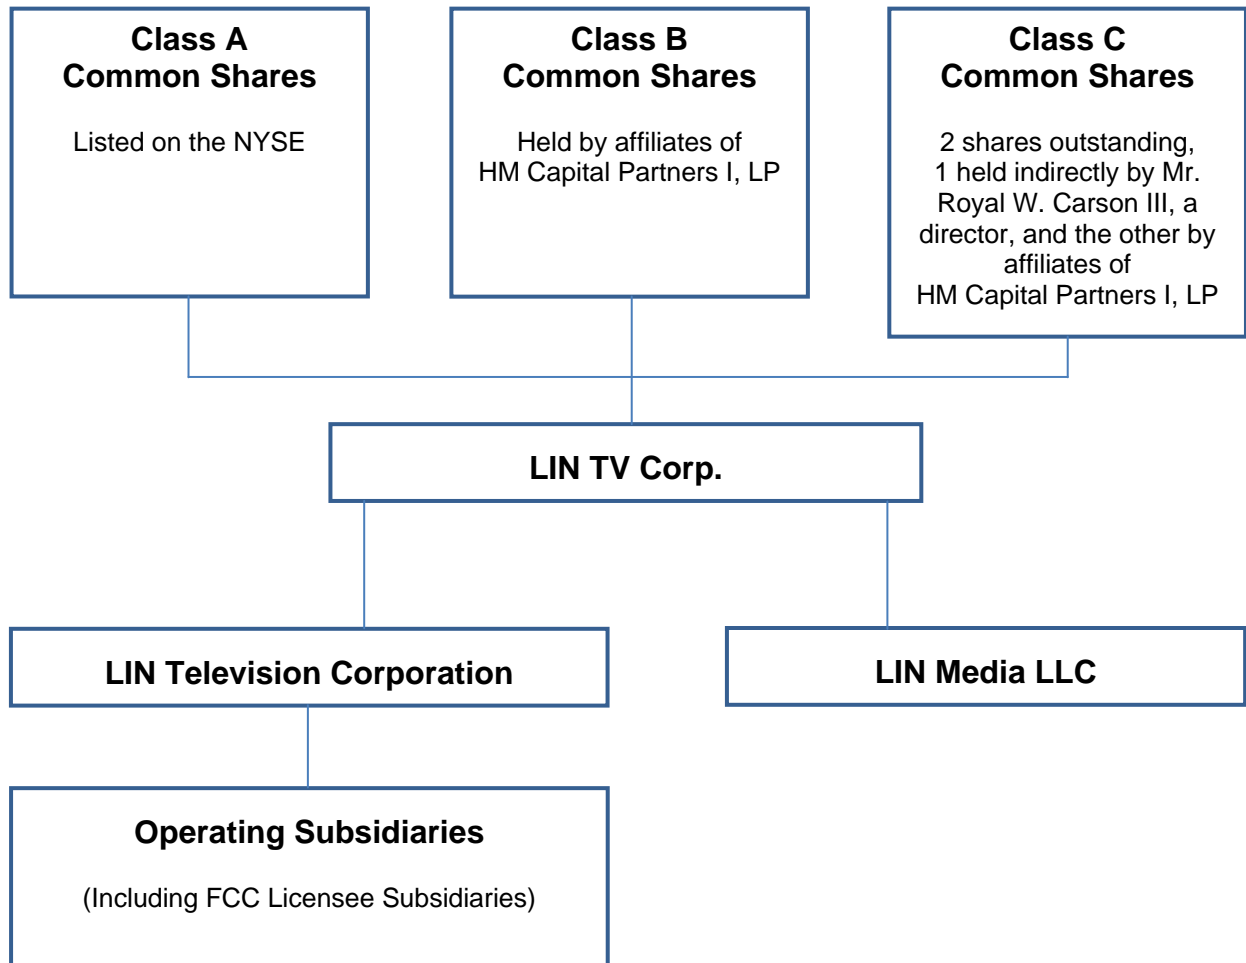 Class A
Common Shares
Listed on the NYSE
Class B
Common Shares
Held by affiliates of
HM Capital Partners I, LP
Class C
Common Shares
2 shares outstanding,
1 held indirectly by Mr.
Royal W. Carson III, a
director, and the other by
affiliates of
HM Capital Partners I, LP
LIN TV Corp.
LIN Television Corporation
LIN Media LLC
Operating Subsidiaries
(Including FCC Licensee Subsidiaries)